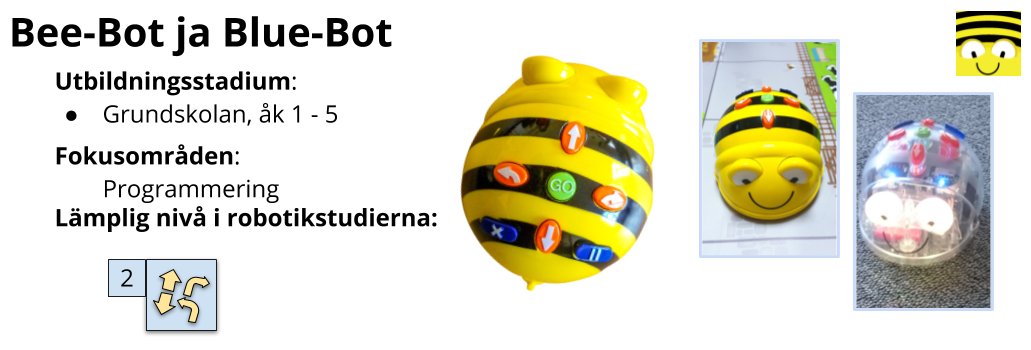 Bee-Bot ja Blue-Bot
Utbildningsstadium:
● Grundskolan, åk 1 - 5
Fokusområden:
Programmering
Lämplig nivå i robotikstudierna:
2
GO